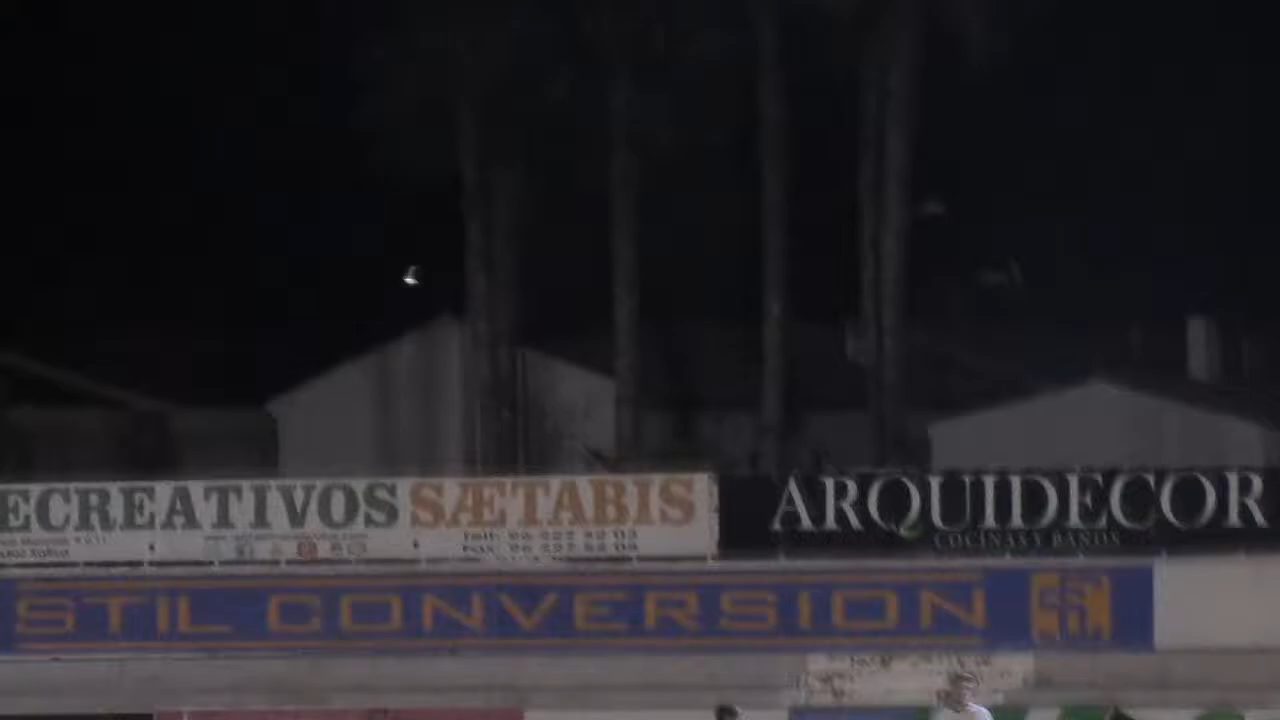 ECREATIVOS SÆTABIS
ARQUIDECOR
COCINAS Y BAÑOS
STIL CONVERSION